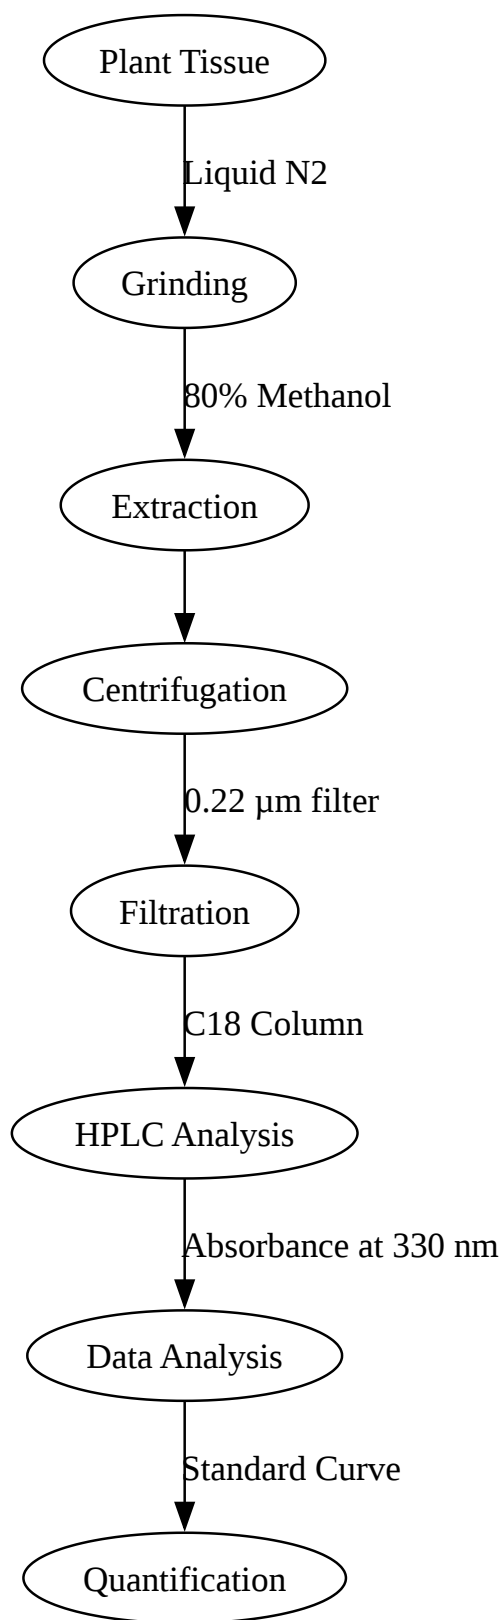 Plant Tissue
Liquid N2
Grinding
80% Methanol
Extraction
Centrifugation
0.22 µm filter
Filtration
C18 Column
HPLC Analysis
Absorbance at 330 nm
Data Analysis
Standard Curve
Quantification